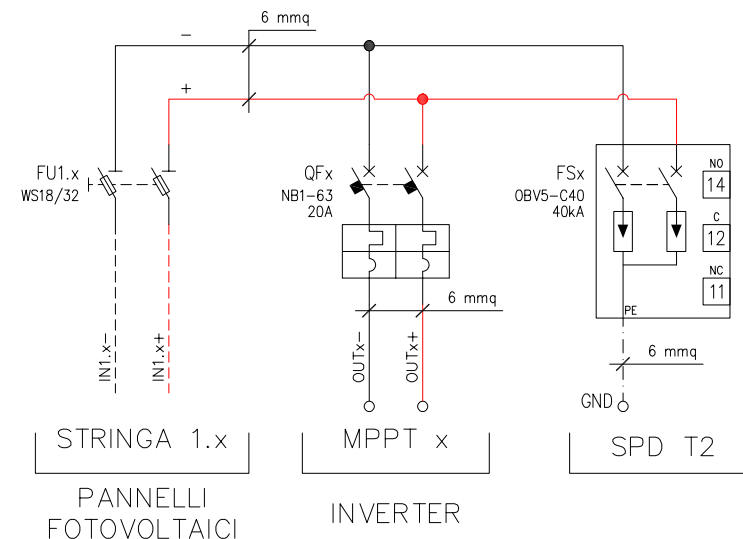 6 mmq
−
+
FU1.x
WS18/32
QFx
NB1-63
20A
FSx
OBV5-C40
40kA
NO
14
C
12
NC
11
PE
6 mmq
6 mmq
IN1.x-
IN1.x+
OUTx-
OUTx+
GND
STRINGA 1.x
MPPT x
SPD T2
PANNELLI
FOTOVOLTAICI
INVERTER